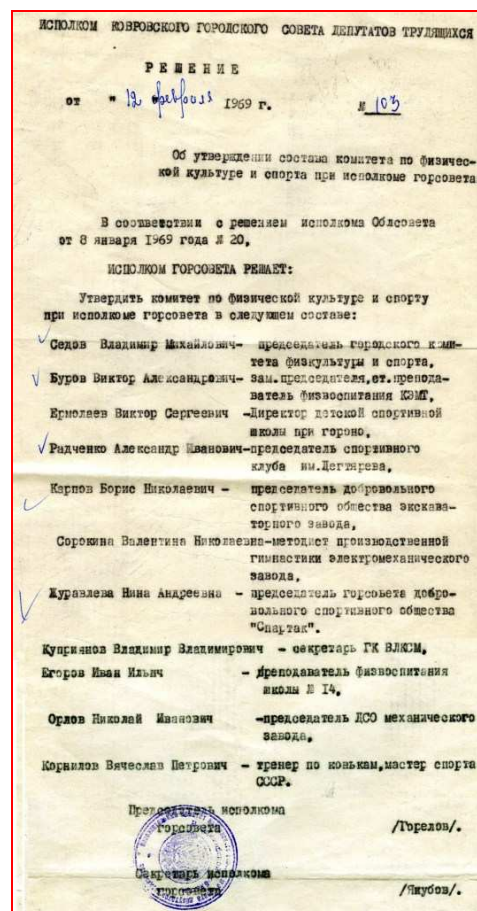 ИСПОЛКОМ КОВРОВСКОГО ГОРОДСКОГО СОВЕТА ДЕПУТАТОВ ТРУДЯЩИХСЯ
РЕШЕНИЕ
от " 12 февраля 1969 г. № 103
Об утверждении состава комитета по физичес-
кой культуре и спорта при исполкоме горсовета
В соответствии с решением исполкома Облсовета
от 8 января 1969 года № 20,
ИСПОЛКОМ ГОРСОВЕТА РЕШАЕТ:
Утвердить комитет по физической культуре и спорту
при исполкоме горсовета в следующем составе:
Седов Владимир Михайлович- председатель городского коми-
тета физкультуры и спорта,
Буров Виктор Александрович- зам.председателя,ст.препода-
ватель физвоспитания КЭМТ,
Ермолаев Виктор Сергеевич -Директор детской спортивной
школы при гороно,
Радченко Александр Иванович-председатель спортивного
клуба им.Дегтярева,
Карпов Борис Николаевич - председатель добровольного
спортивного общества экскава-
торного завода,
Сорокина Валентина Николаевна-методист производственной
гимнастики электромеханического
завода,
Журавлева Нина Андреевна - председатель горсовета добро-
вольного спортивного общества
"Спартак".
Куприянов Владимир Владимирович - секретарь ГК ВЛКСМ,
Егоров Иван Ильич - преподаватель физвоспитания
школы № 14,
Орлов Николай Иванович -председатель ДСО механического
завода,
Корнилов Вячеслав Петрович - тренер по конькам,мастер спорта
СССР.
Председатель исполкома
горсовета /Горелов/.
Секретарь исполкома
горсовета /Якубов/.